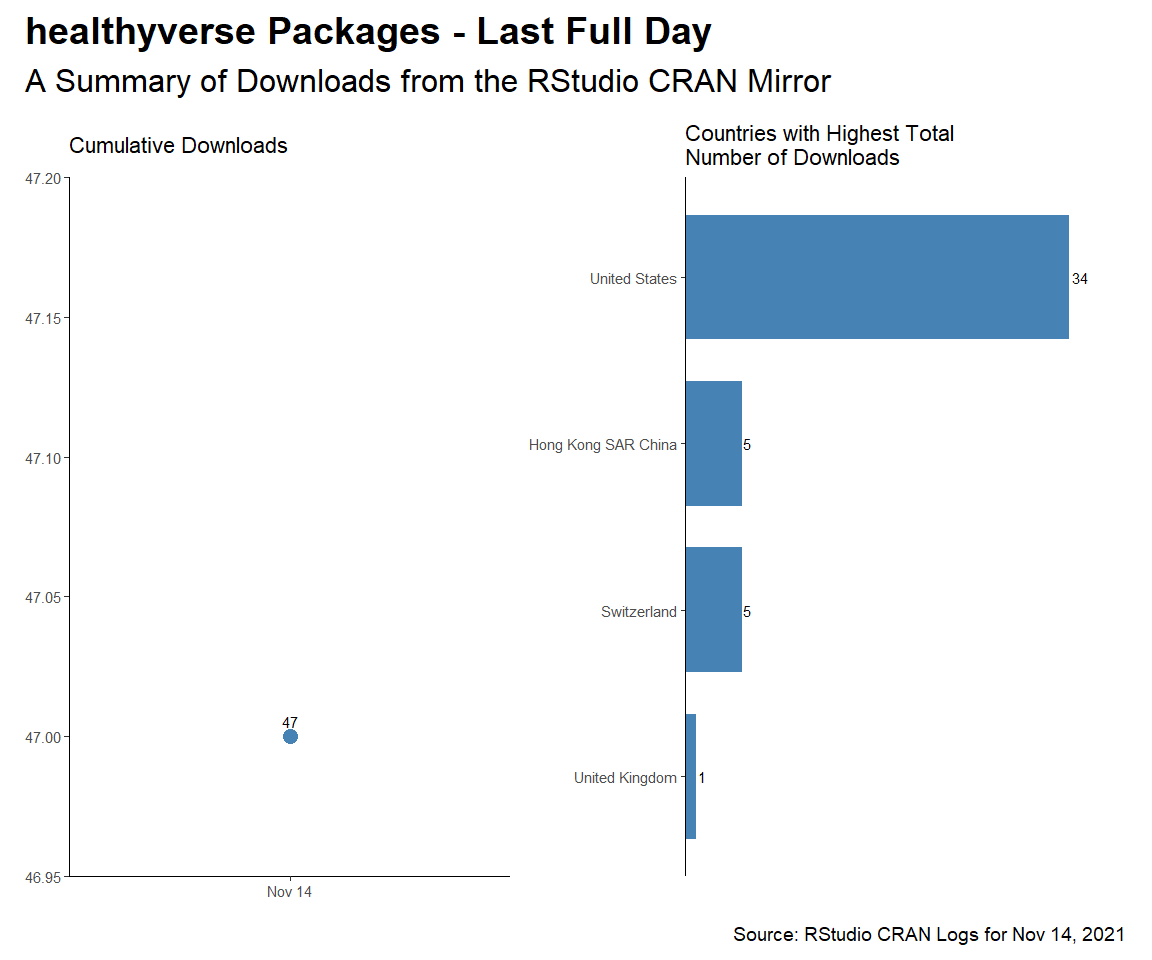 healthyverse Packages - Last Full Day
A Summary of Downloads from the RStudio CRAN Mirror
Cumulative Downloads
47.20
47.15
47.10
47.05
47.00
46.95
47
Nov 14
Countries with Highest Total
Number of Downloads
United States
34
Hong Kong SAR China
5
Switzerland
5
United Kingdom
1
Source: RStudio CRAN Logs for Nov 14, 2021